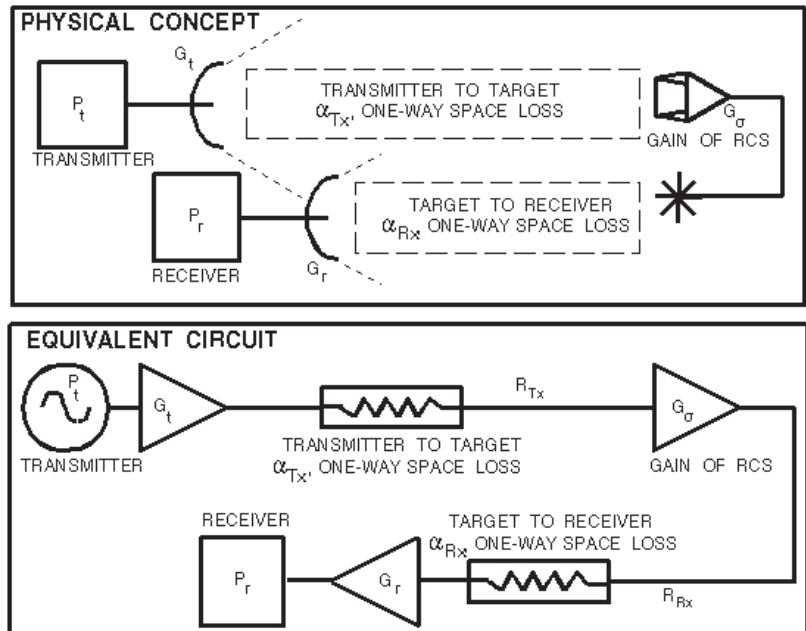 PHYSICAL CONCEPT
Gt
Pt
TRANSMITTER
TRANSMITTER TO TARGET
αTx, ONE-WAY SPACE LOSS
Gσ
GAIN OF RCS
Pr
RECEIVER
Gr
TARGET TO RECEIVER
αRx, ONE-WAY SPACE LOSS
EQUIVALENT CIRCUIT
Pt
TRANSMITTER
Gt
TRANSMITTER TO TARGET
αTx, ONE-WAY SPACE LOSS
RTx
Gσ
GAIN OF RCS
RECEIVER
Pr
Gr
TARGET TO RECEIVER
αRx, ONE-WAY SPACE LOSS
RRx